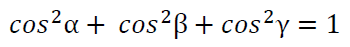 cos²α + cos²β + cos²γ = 1